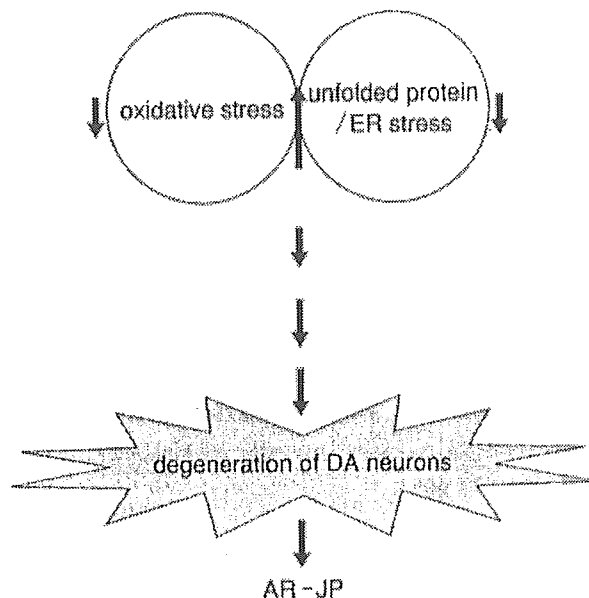 oxidative stress
unfolded protein
/ER stress
degeneration of DA neurons
AR-JP